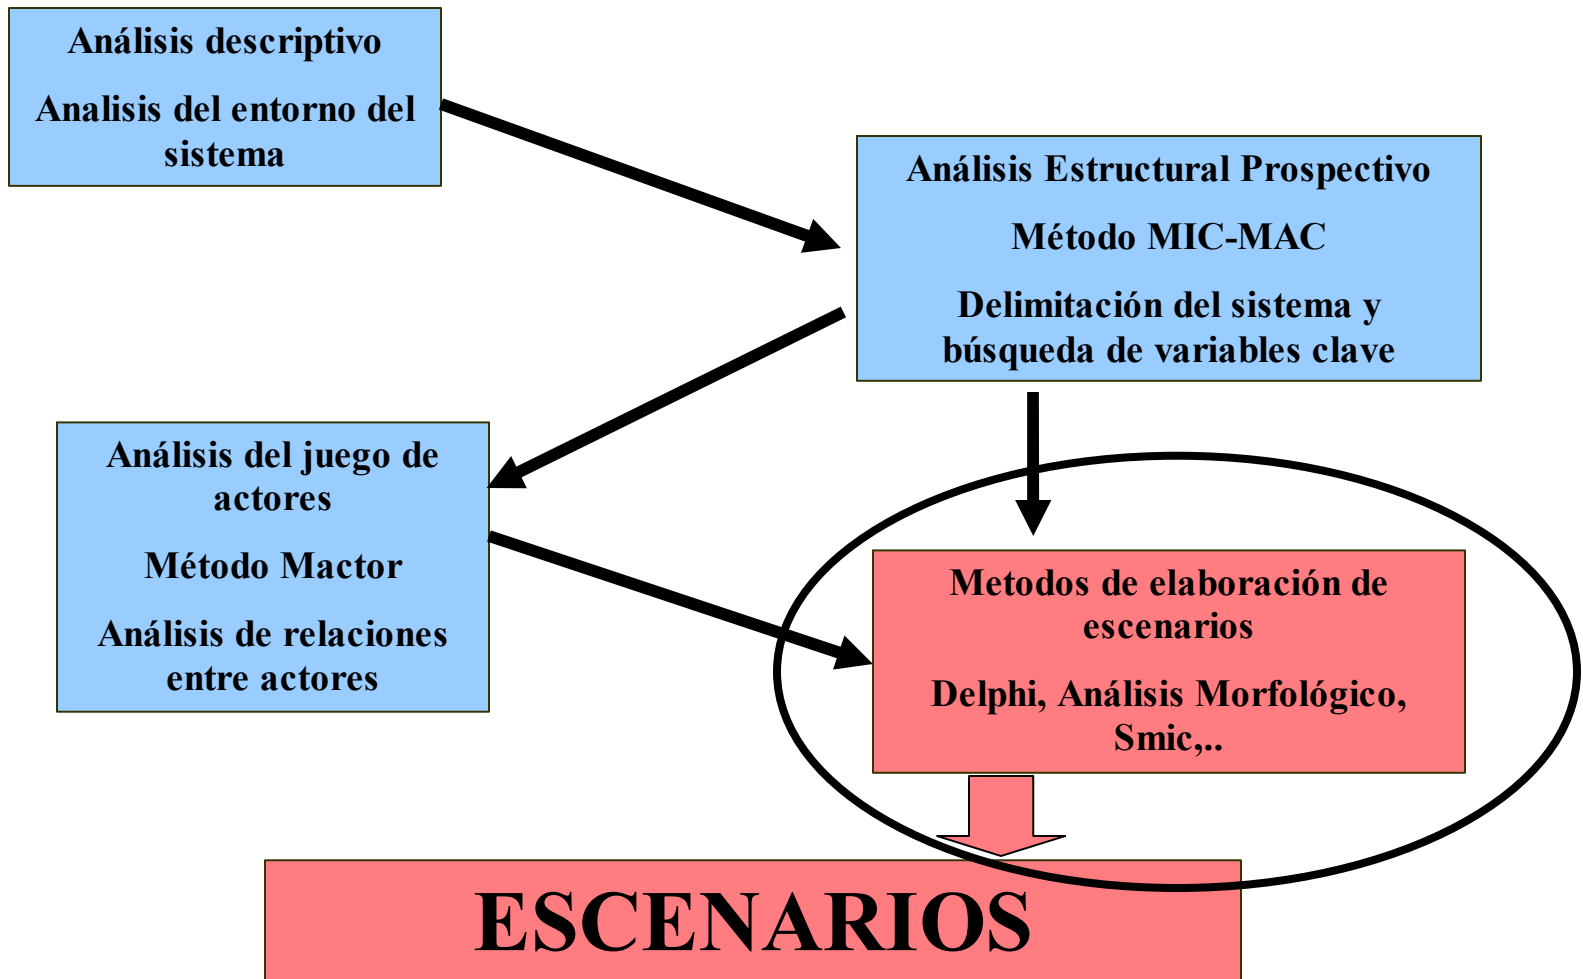 Análisis descriptivo
Analisis del entorno del
sistema
Análisis Estructural Prospectivo
Método MIC-MAC
Delimitación del sistema y
búsqueda de variables clave
Análisis del juego de
actores
Método Mactor
Análisis de relaciones
entre actores
Metodos de elaboración de
escenarios
Delphi, Análisis Morfológico,
Smic,..
ESCENARIOS